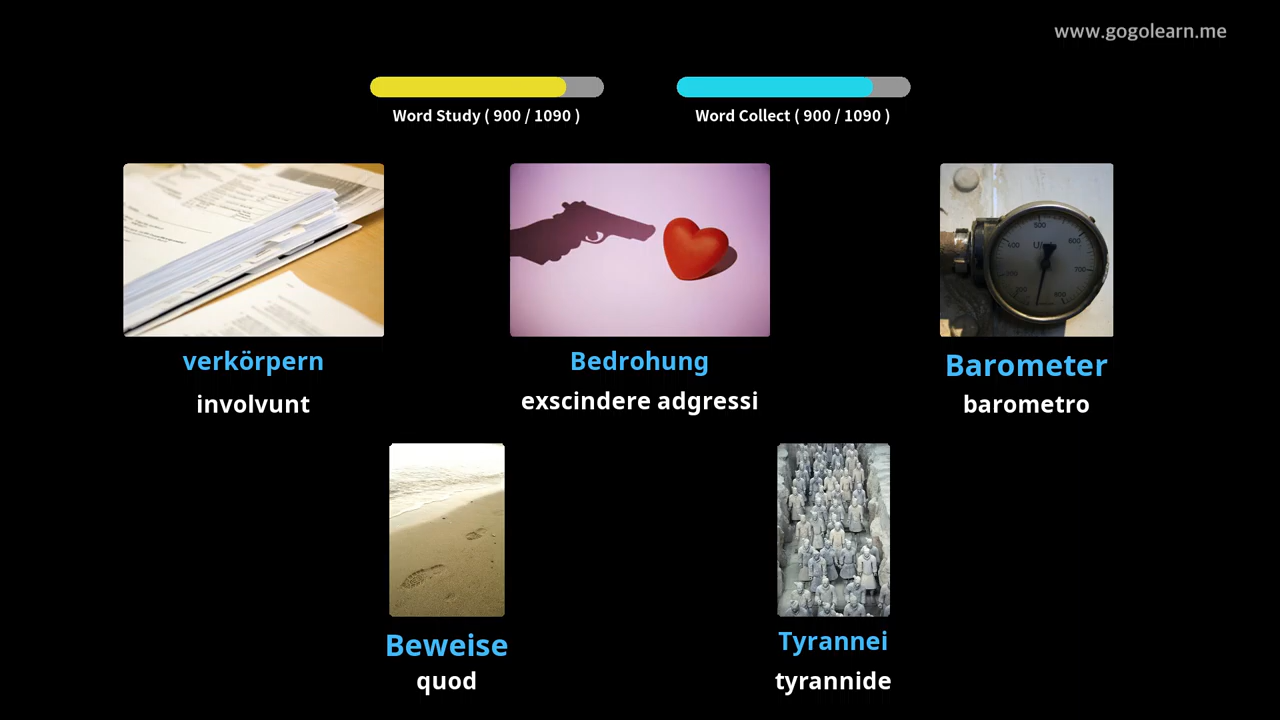 www.gogolearn.me
Word Study ( 900 / 1090 )
Word Collect ( 900 / 1090 )
verkörpern
involvunt
Bedrohung
exscindere adgressi
Barometer
barometro
Beweise
quod
Tyrannei
tyrannide